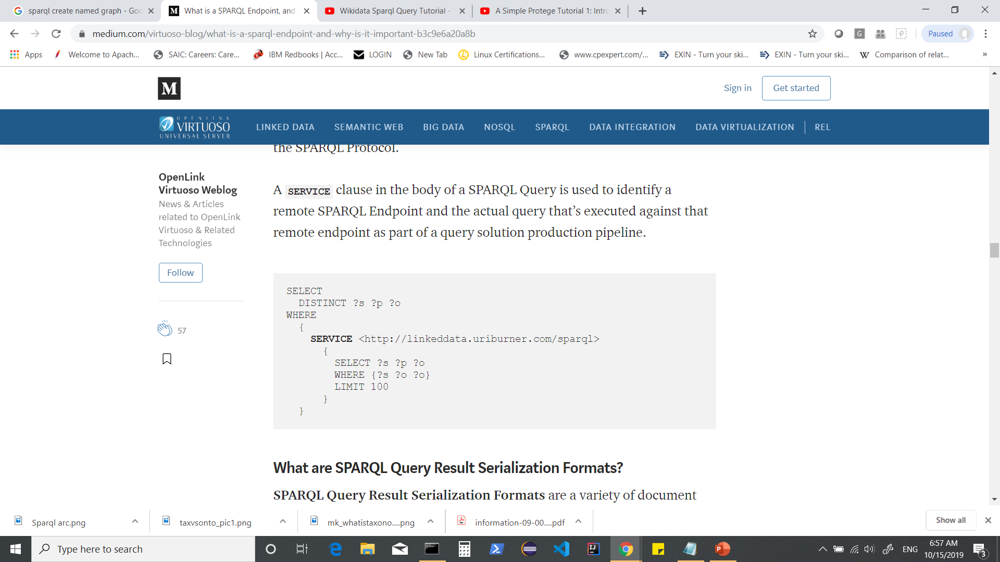 sparql create named graph - Goo
What is a SPARQL Endpoint, and
Wikidata Sparql Query Tutorial -
A Simple Protege Tutorial 1: Intro
medium.com/virtuoso-blog/what-is-a-sparql-endpoint-and-why-is-it-important-b3c9e6a20a8b
Paused
Apps
Welcome to Apach...
SAIC: Careers: Care...
IBM Redbooks | Acc...
LOGIN
New Tab
Linux Certifications...
www.cpexpert.com/...
EXIN - Turn your ski...
EXIN - Turn your ski...
W Comparison of relat...
M
Sign in
Get started
OPENLINK
VIRTUOSO
UNIVERSAL SERVER
LINKED DATA
SEMANTIC WEB
BIG DATA
NOSQL
SPARQL
DATA INTEGRATION
DATA VIRTUALIZATION
REL
the SPARQL Protocol.
OpenLink
Virtuoso Weblog
News & Articles
related to OpenLink
Virtuoso & Related
Technologies
Follow
57
A SERVICE clause in the body of a SPARQL Query is used to identify a
remote SPARQL Endpoint and the actual query that’s executed against that
remote endpoint as part of a query solution production pipeline.
SELECT
DISTINCT ?s ?p ?o
WHERE
{
SERVICE <http://linkeddata.uriburner.com/sparql>
{
SELECT ?s ?p ?o
WHERE {?s ?o ?o}
LIMIT 100
}
}
What are SPARQL Query Result Serialization Formats?
SPARQL Query Result Serialization Formats are a variety of document
Sparql arc.png
taxvsonto_pic1.png
mk_whatistaxono....png
information-09-00....pdf
Show all
Type here to search
ENG
6:57 AM
10/15/2019
3